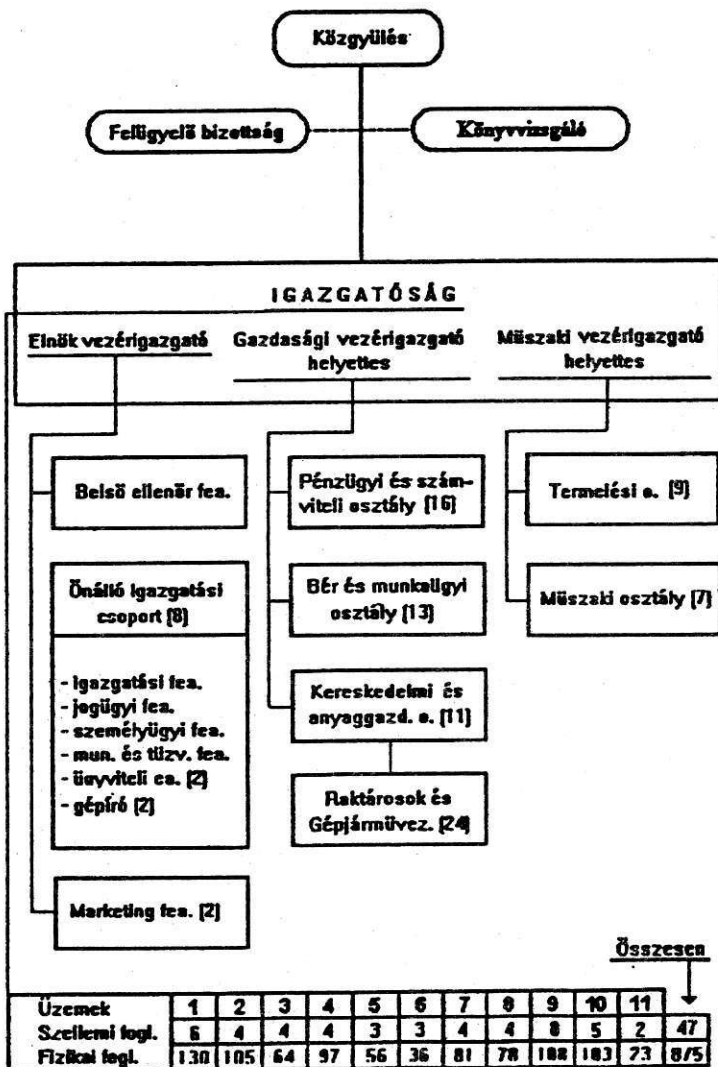 Közgyülés
Felügyelő bizottság
Könyvvizsgáló
IGAZGATÓSÁG
Elnök vezérigazgató
Gazdasági vezérigazgató
helyettes
Műszaki vezérigazgató
helyettes
Belső ellenőr fea.
Önálló igazgatási
csoport [8]
- igazgatási fea.
- jogügyi fea.
- személyügyi fea.
- mun. és tűzv. fea.
- ügyviteli ea. [2]
- gépíró [2]
Marketing fea. [2]
Pénzügyi és szám-
viteli osztály [16]
Bér és munkaügyi
osztály [13]
Kereskedelmi és
anyaggazd. o. [11]
Raktárosok és
Gépjárművez. [24]
Termelési o. [9]
Műszaki osztály [7]
Összesen
Üzemek 1 2 3 4 5 6 7 8 9 10 11
Szellemi fogl. 6 4 4 4 3 3 4 4 8 5 2 47
Fizikai fogl. 130 105 64 97 56 36 81 78 23 875